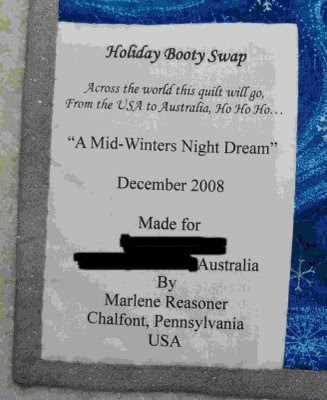 Holiday Booty Swap
Across the world this quilt will go,
From the USA to Australia, Ho Ho Ho...
“A Mid-Winters Night Dream”
December 2008
Made for
Australia
By
Marlene Reasoner
Chalfont, Pennsylvania
USA